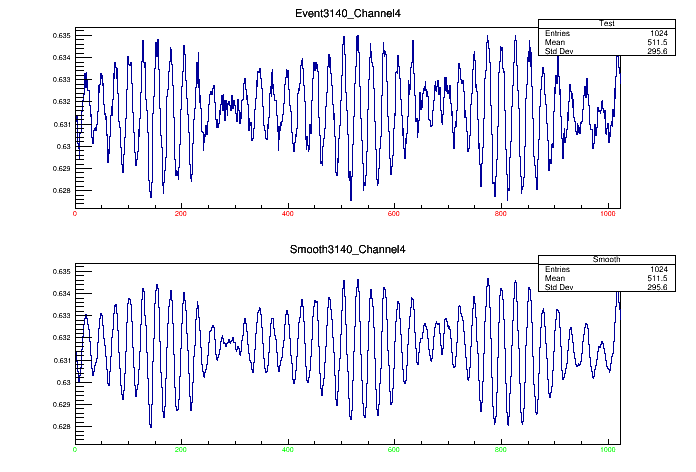 Event3140_Channel4
Test
Entries 1024
Mean 511.5
Std Dev 295.6
0.635
0.634
0.633
0.632
0.631
0.63
0.629
0.628
0 200 400 600 800 1000
Smooth3140_Channel4
Smooth
Entries 1024
Mean 511.5
Std Dev 295.6
0.635
0.634
0.633
0.632
0.631
0.63
0.629
0.628
0 200 400 600 800 1000